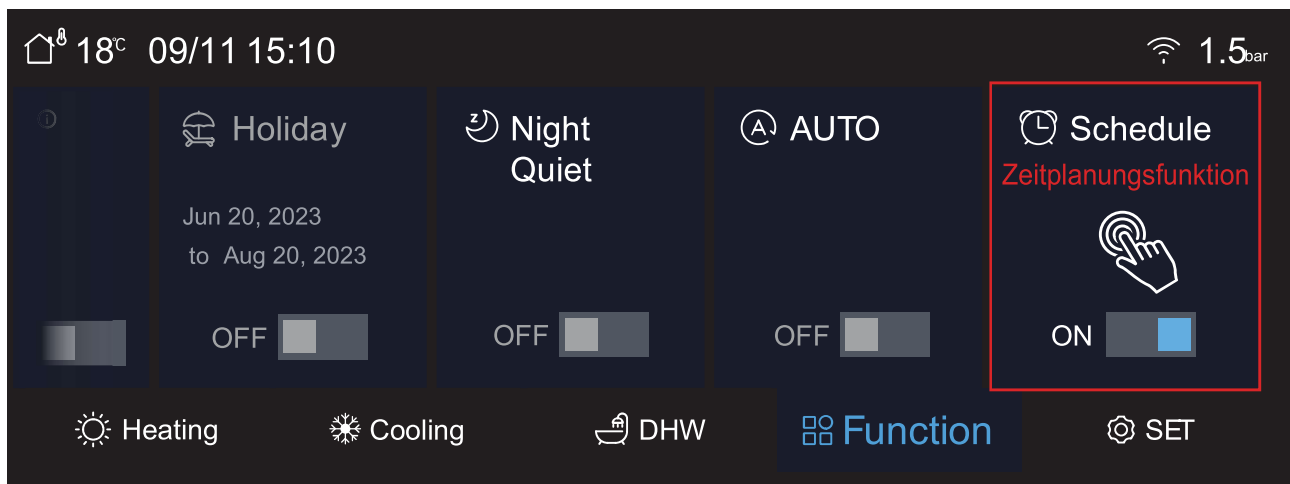 18℃ 09/11 15:10
1.5bar
Holiday
Jun 20, 2023
to Aug 20, 2023
OFF
Night
Quiet
OFF
AUTO
OFF
Schedule
Zeitplanungsfunktion
ON
Heating
Cooling
DHW
Function
SET